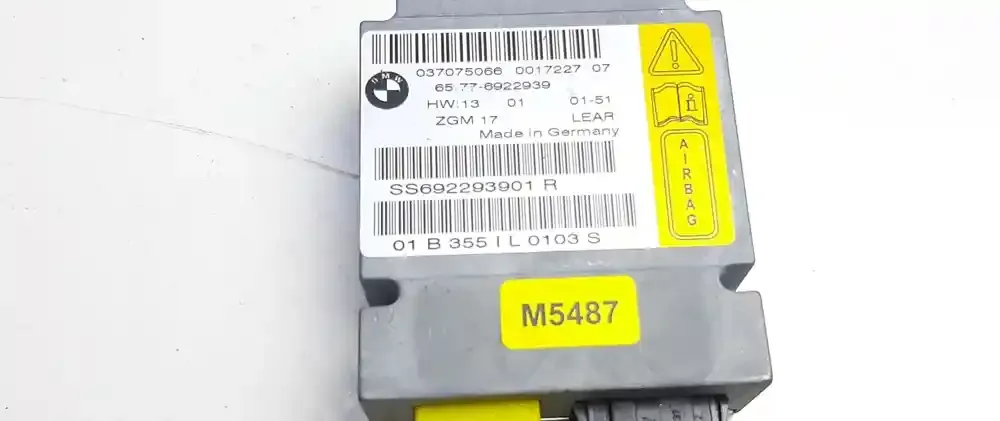 BMW
037075066 0017227 07
65.77-6922939
HW:13 01 01-51
ZGM 17 LEAR
Made in Germany
SS692293901 R
01 B 355 I L 0103 S
AIRBAG
M5487